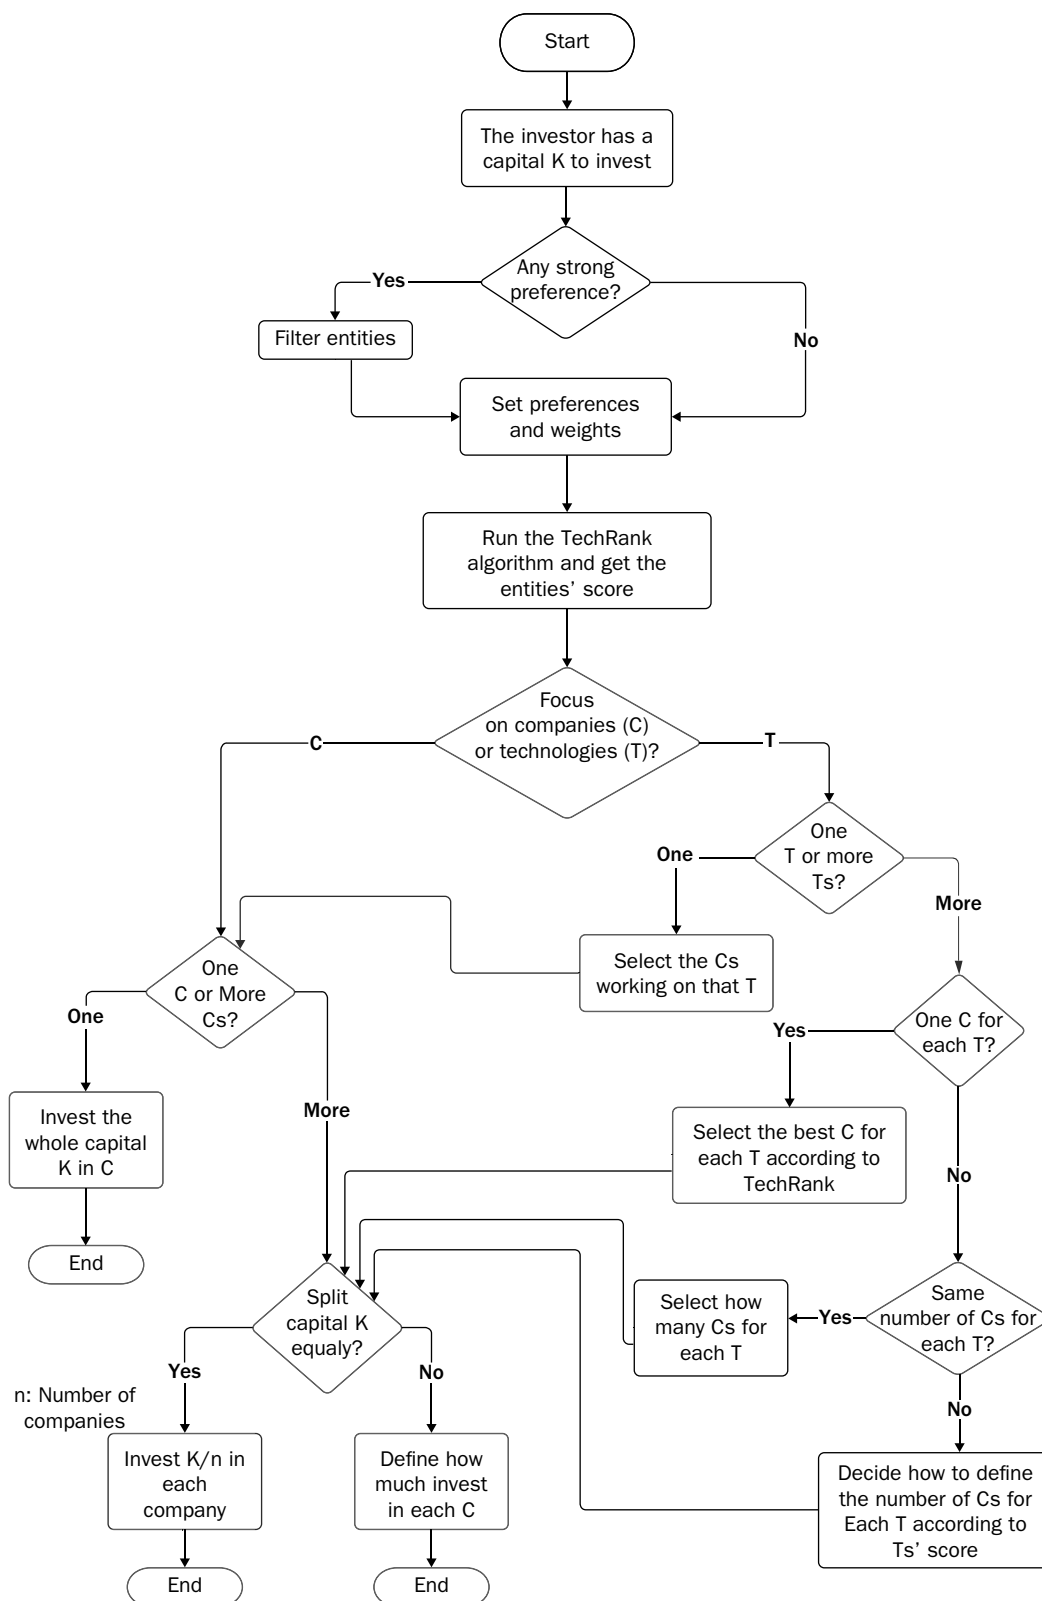 Start
The investor has a
capital K to invest
Any strong
preference?
Yes
No
Filter entities
Set preferences
and weights
Run the TechRank
algorithm and get the
entities’ score
Focus
on companies (C)
or technologies (T)?
C
T
One
T or more
Ts?
One
More
Select the Cs
working on that T
One
C or More
Cs?
One
More
One C for
each T?
Yes
No
Invest the
whole capital
K in C
End
Select the best C for
each T according to
TechRank
Same
number of Cs for
each T?
Yes
No
Select how
many Cs for
each T
Split
capital K
equaly?
Yes
No
n: Number of
companies
Invest K/n in
each
company
Define how
much invest
in each C
Decide how to define
the number of Cs for
Each T according to
Ts’ score
End
End